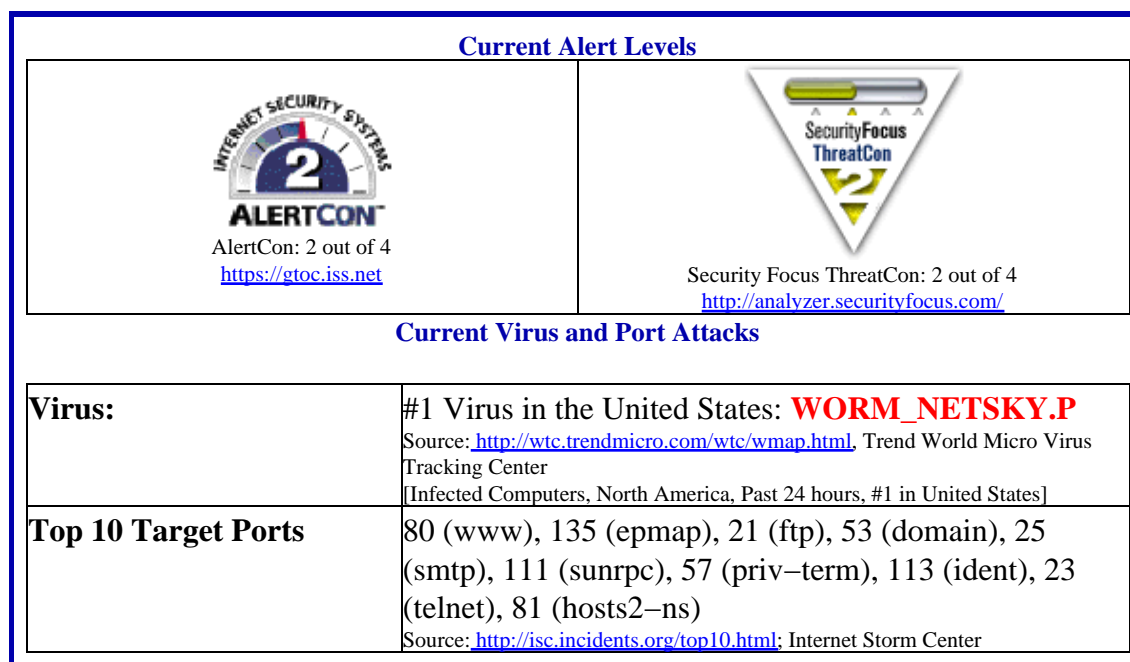 Current Alert Levels
INTERNET SECURITY SYSTEMS
2
ALERTCON™
AlertCon: 2 out of 4
https://gtoc.iss.net
SecurityFocus
ThreatCon
2
Security Focus ThreatCon: 2 out of 4
http://analyzer.securityfocus.com/
Current Virus and Port Attacks
Virus:
#1 Virus in the United States: WORM_NETSKY.P
Source: http://wtc.trendmicro.com/wtc/wmap.html, Trend World Micro Virus
Tracking Center
[Infected Computers, North America, Past 24 hours, #1 in United States]
Top 10 Target Ports
80 (www), 135 (epmap), 21 (ftp), 53 (domain), 25
(smtp), 111 (sunrpc), 57 (priv−term), 113 (ident), 23
(telnet), 81 (hosts2−ns)
Source: http://isc.incidents.org/top10.html; Internet Storm Center